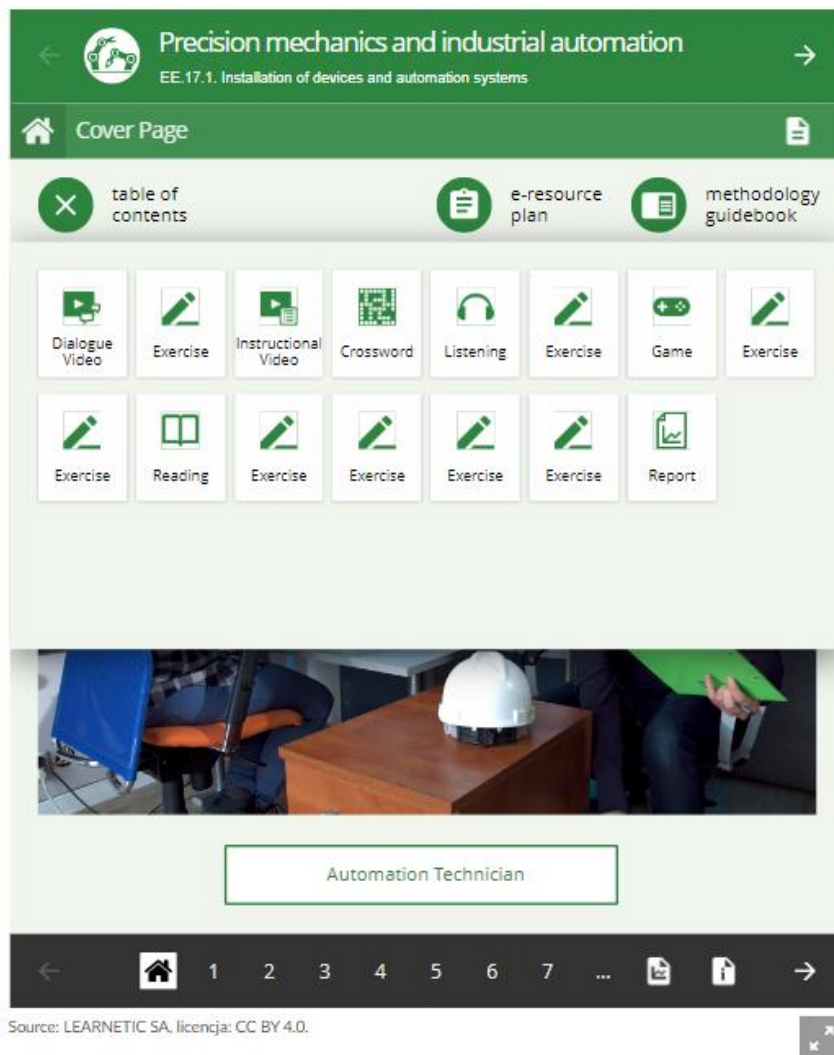 Precision mechanics and industrial automation
EE.17.1. Installation of devices and automation systems
Cover Page
table of
contents
e-resource
plan
methodology
guidebook
Dialogue
Video
Exercise
Instructional
Video
Crossword
Listening
Exercise
Game
Exercise
Exercise
Reading
Exercise
Exercise
Exercise
Exercise
Report
Automation Technician
1 2 3 4 5 6 7 ...
Source: LEARNETIC SA, licencja: CC BY 4.0.